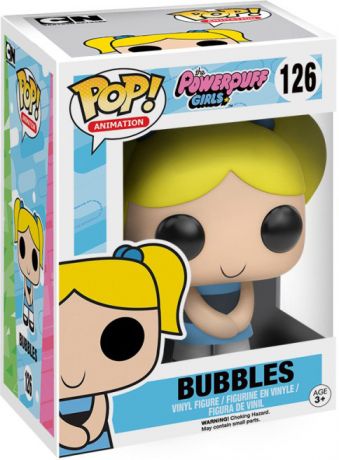 CN
POP!
ANIMATION
the
POWERPUFF
GIRLS
126
BUBBLES
126
BUBBLES
VINYL FIGURE / FIGURINE EN VINYLE /
FIGURA DE VINIL
WARNING! CHOKING HAZARD.
May contain small parts.
AGE
3+